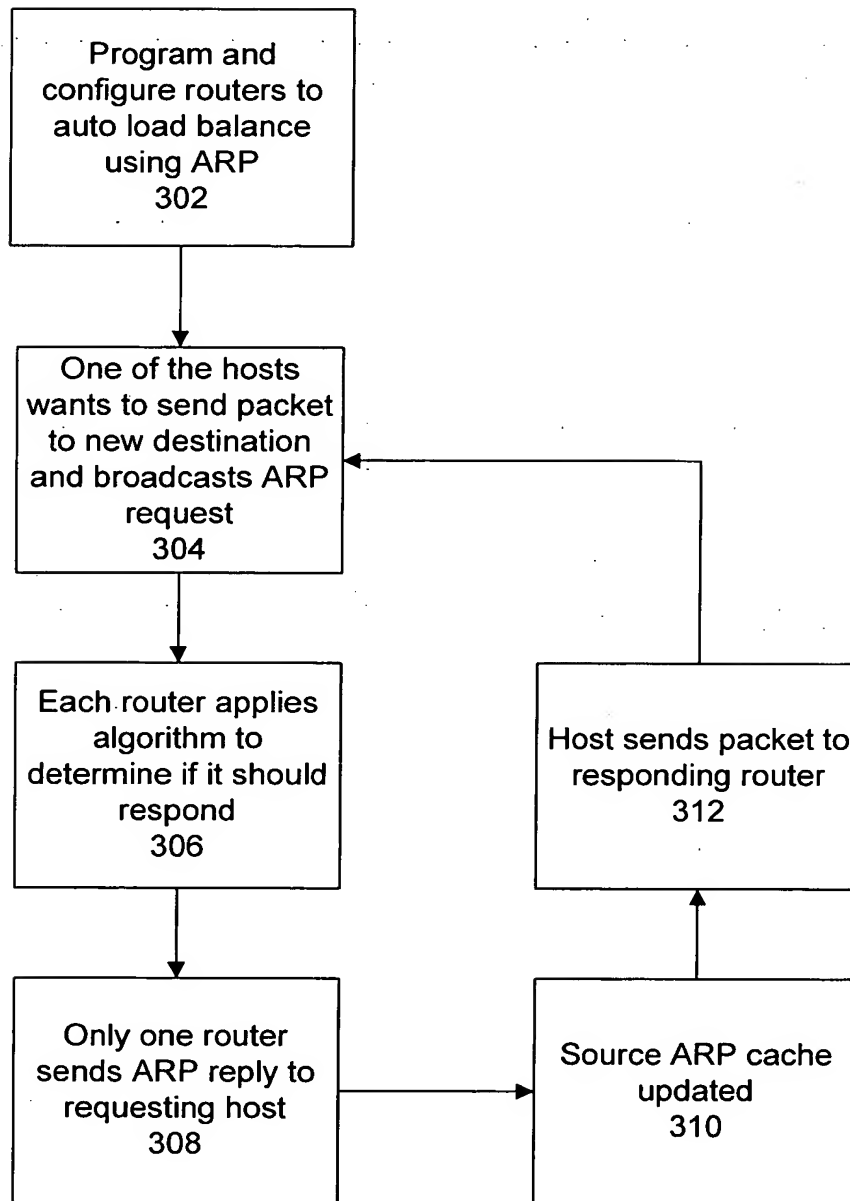 Program and
configure routers to
auto load balance
using ARP
302
One of the hosts
wants to send packet
to new destination
and broadcasts ARP
request
304
Each router applies
algorithm to
determine if it should
respond
306
Only one router
sends ARP reply to
requesting host
308
Source ARP cache
updated
310
Host sends packet to
responding router
312